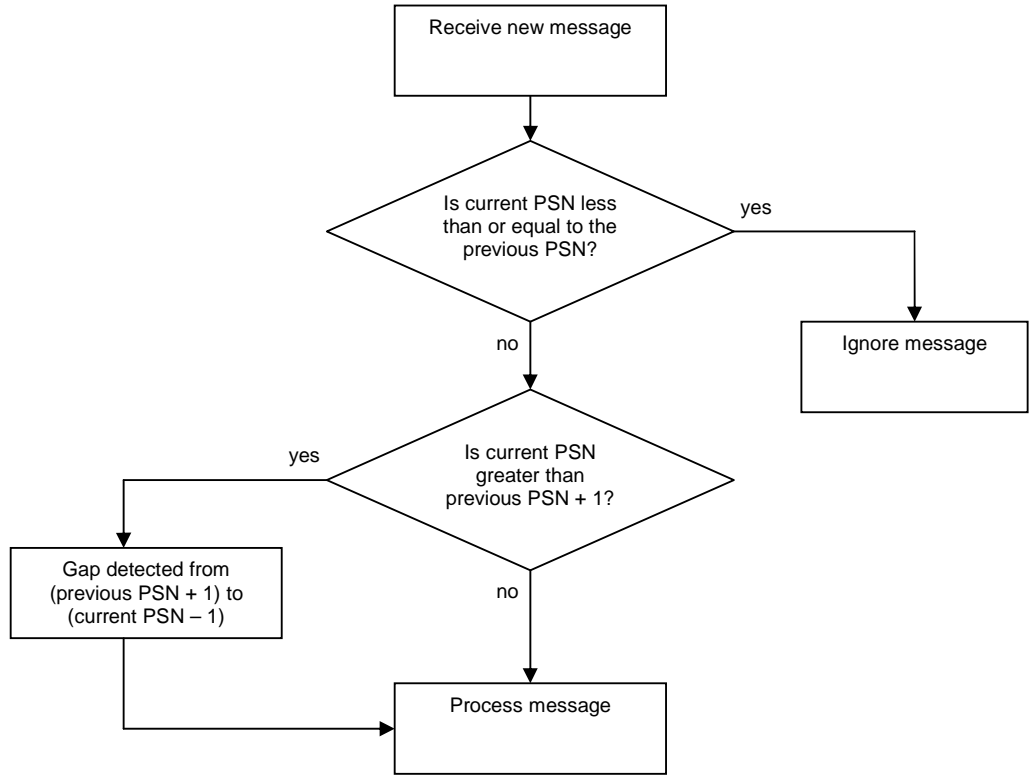 Receive new message
Is current PSN less
than or equal to the
previous PSN?
yes
no
Ignore message
Is current PSN
greater than
previous PSN + 1?
yes
Gap detected from
(previous PSN + 1) to
(current PSN – 1)
no
Process message